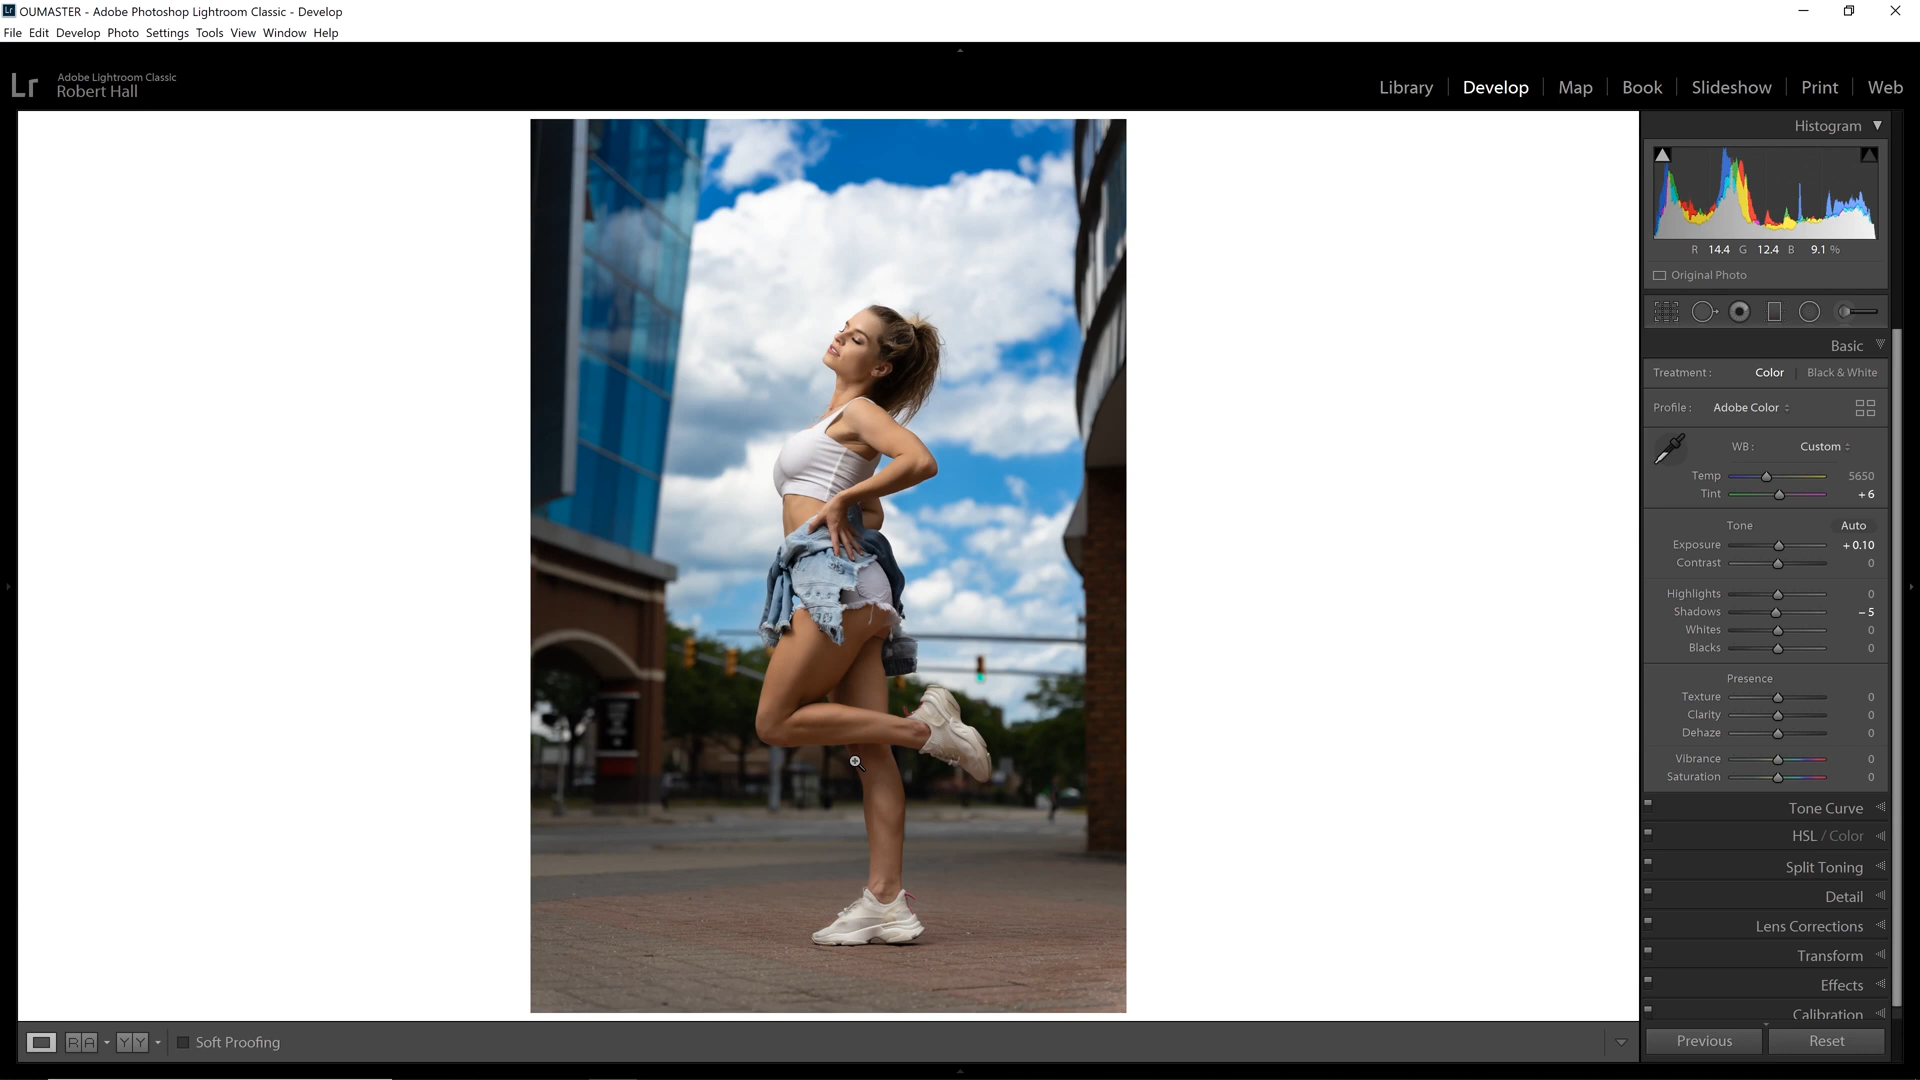 Lr OUMASTER - Adobe Photoshop Lightroom Classic - Develop
File Edit Develop Photo Settings Tools View Window Help
Lr Adobe Lightroom Classic
Robert Hall
Library Develop Map Book Slideshow Print Web
Histogram
R 14.4 G 12.4 B 9.1 %
Original Photo
Basic
Treatment : Color Black & White
Profile : Adobe Color
WB : Custom
Temp 5650
Tint + 6
Tone Auto
Exposure + 0.10
Contrast 0
Highlights 0
Shadows – 5
Whites 0
Blacks 0
Presence
Texture 0
Clarity 0
Dehaze 0
Vibrance 0
Saturation 0
Tone Curve
HSL / Color
Split Toning
Detail
Lens Corrections
Transform
Effects
Calibration
R A Y Y Soft Proofing
Previous Reset